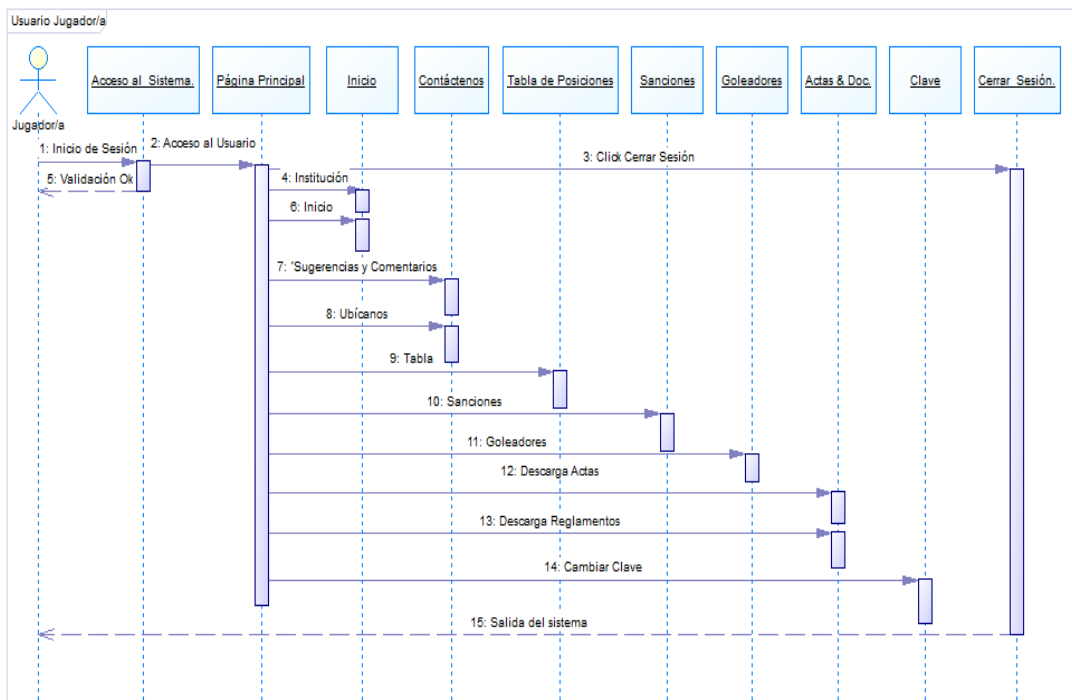 Usuario Jugador/a
Acceso al Sistema.
Página Principal
Inicio
Contáctenos
Tabla de Posiciones
Sanciones
Goleadores
Actas & Doc.
Clave
Cerrar Sesión.
Jugador/a
1: Inicio de Sesión
2: Acceso al Usuario
3: Click Cerrar Sesión
5: Validación Ok
4: Institución
6: Inicio
7: "Sugerencias y Comentarios
8: Ubícanos
9: Tabla
10: Sanciones
11: Goleadores
12: Descarga Actas
13: Descarga Reglamentos
14: Cambiar Clave
15: Salida del sistema